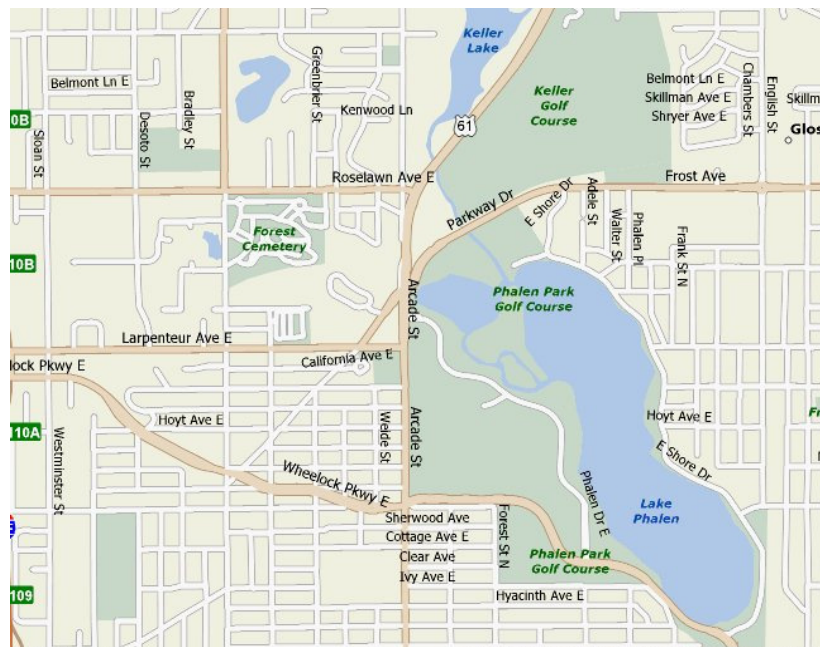 Keller
Lake
Greenbrier St
Belmont Ln E
Bradley St
Desoto St
Kenwood Ln
Keller
Golf
Course
Belmont Ln E
Skillman Ave E
Shryer Ave E
Chambers St
English St
Skillm
Glos
0B
Sloan St
61
Roselawn Ave E
Frost Ave
Parkway Dr
E Shore Dr
Adele St
Walter St
Phalen Pl
Frank St N
Forest
Cemetery
10B
Arcade St
Phalen Park
Golf Course
Larpenteur Ave E
California Ave E
lock Pkwy E
Hoyt Ave E
Welde St
Arcade St
Hoyt Ave E
Fr
110A
Westminster St
E Shore Dr
Wheelock Pkwy E
Phalen Dr E
Lake
Phalen
Sherwood Ave
Cottage Ave E
Clear Ave
Ivy Ave E
Forest St N
Phalen Park
Golf Course
Hyacinth Ave E
109